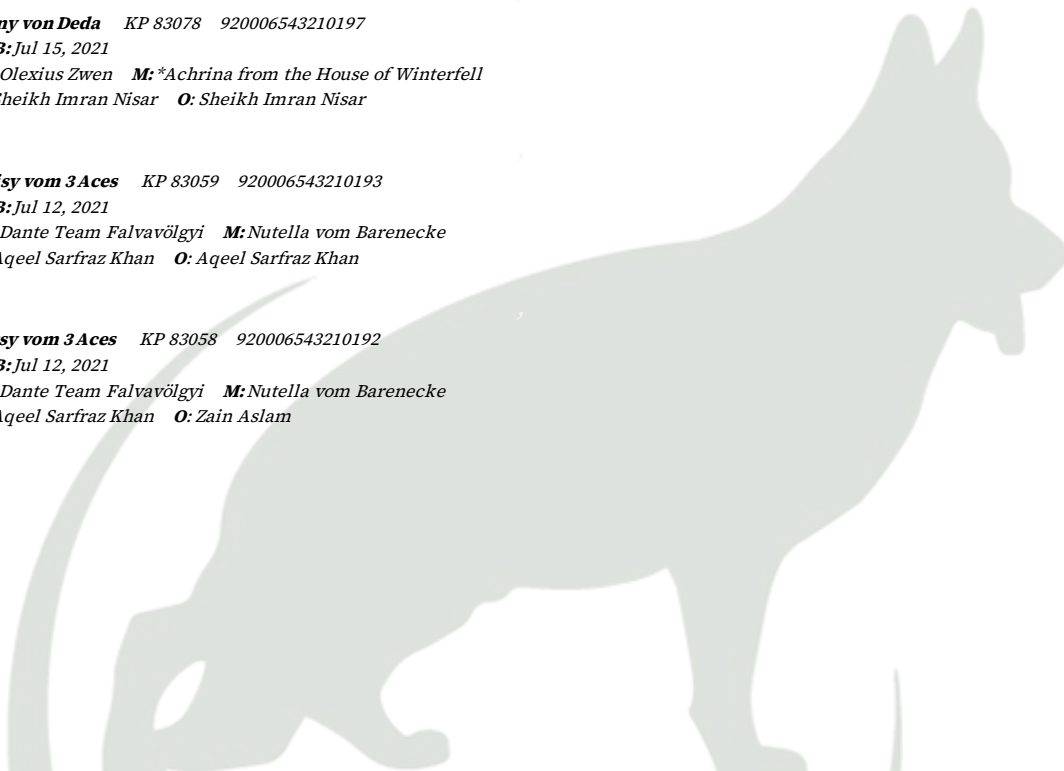 ny von Deda KP 83078 920006543210197
B: Jul 15, 2021
Olexius Zwen M: *Achrina from the House of Winterfell
Sheikh Imran Nisar O: Sheikh Imran Nisar
sy vom 3 Aces KP 83059 920006543210193
B: Jul 12, 2021
Dante Team Falvavölgyi M: Nutella vom Barenecke
Aqeel Sarfraz Khan O: Aqeel Sarfraz Khan
sy vom 3 Aces KP 83058 920006543210192
B: Jul 12, 2021
Dante Team Falvavölgyi M: Nutella vom Barenecke
Aqeel Sarfraz Khan O: Zain Aslam